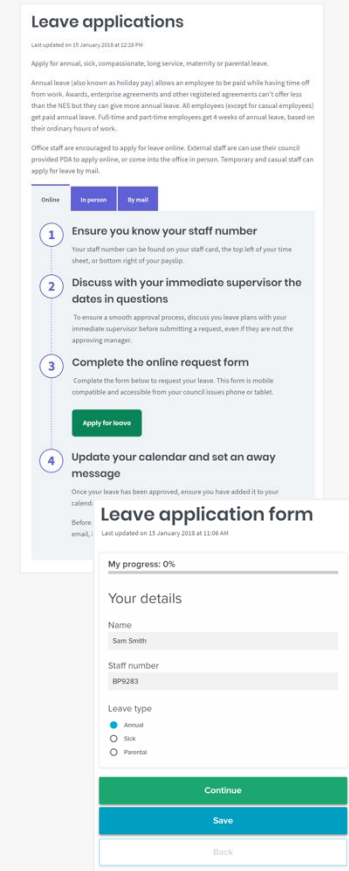 Leave applications
Last updated on 15 January 2018 at 12:28 PM
Apply for annual, sick, compassionate, long service, maternity or parental leave.
Annual leave (also known as holiday pay) allows an employee to be paid while having time off
from work. Awards, enterprise agreements and other registered agreements can't offer less
than the NES but they can give more annual leave. All employees (except for casual employees)
get paid annual leave. Full-time and part-time employees get 4 weeks of annual leave, based on
their ordinary hours of work.
Office staff are encouraged to apply for leave online. External staff can use their council
provided PDA to apply online, or come into the office in person. Temporary and casual staff can
apply for leave by mail.
Online In person By mail
1 Ensure you know your staff number
Your staff number can be found on your staff card, the top left of your time
sheet, or bottom right of your payslip.
2 Discuss with your immediate supervisor the
dates in questions
To ensure a smooth approval process, discuss you leave plans with your
immediate supervisor before submitting a request, even if they are not the
approving manager.
3 Complete the online request form
Complete the form below to request your leave. This form is mobile
compatible and accessible from your council issues phone or tablet.
Apply for leave
4 Update your calendar and set an away
message
Once your leave has been approved, ensure you have added it to your
calend
Before
email,
Leave application form
Last updated on 15 January 2018 at 11:06 AM
My progress: 0%
Your details
Name
Sam Smith
Staff number
BP9283
Leave type
Annual
Sick
Parental
Continue
Save
Back